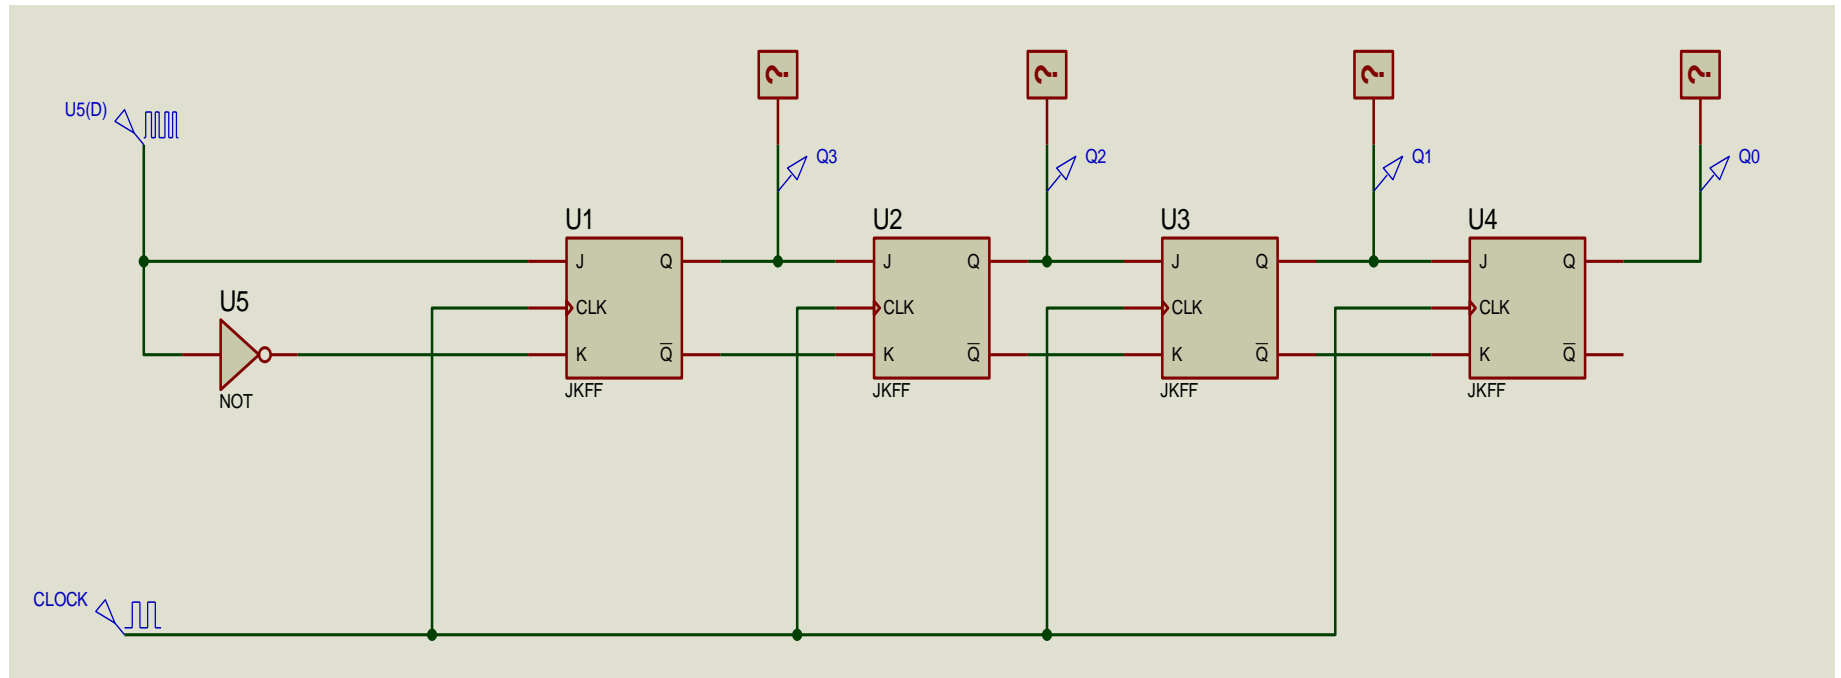 ? ? ? ?
U5(D)
Q3 Q2 Q1 Q0
U1 U2 U3 U4
J Q J Q J Q J Q
U5
CLK CLK CLK CLK
K Q̅ K Q̅ K Q̅ K Q̅
JKFF JKFF JKFF JKFF
NOT
CLOCK